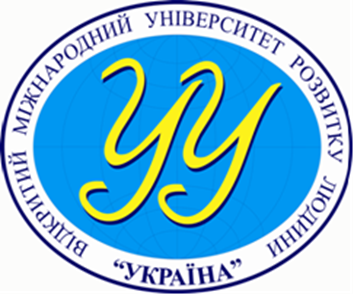 ВІДКРИТИЙ МІЖНАРОДНИЙ УНІВЕРСИТЕТ РОЗВИТКУ ЛЮДИНИ
УУ
“УКРАЇНА”